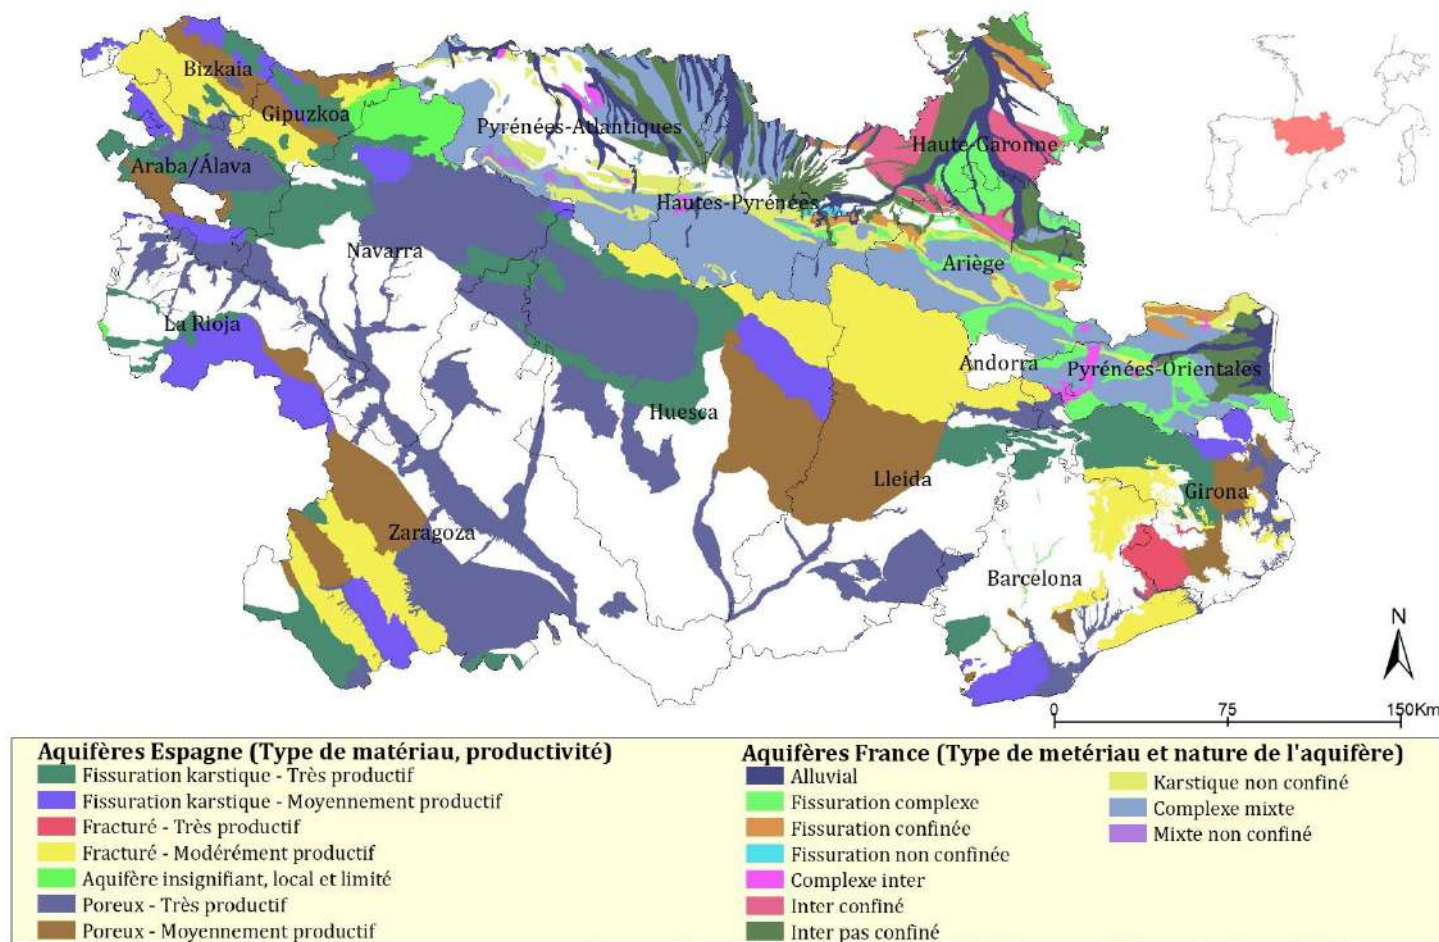 Bizkaia
Gipuzkoa
Pyrénées-Atlantiques
Haute-Garonne
Araba/Álava
Hautes-Pyrénées
Navarra
Ariège
La Rioja
Andorra
Pyrénées-Orientales
Huesca
Lleida
Girona
Zaragoza
Barcelona
N
0 75 150Km
Aquifères Espagne (Type de matériau, productivité)
Fissuration karstique - Très productif
Fissuration karstique - Moyennement productif
Fracturé - Très productif
Fracturé - Modérément productif
Aquifère insignifiant, local et limité
Poreux - Très productif
Poreux - Moyennement productif
Aquifères France (Type de metériau et nature de l'aquifère)
Alluvial
Fissuration complexe
Fissuration confinée
Fissuration non confinée
Complexe inter
Inter confiné
Inter pas confiné
Karstique non confiné
Complexe mixte
Mixte non confiné